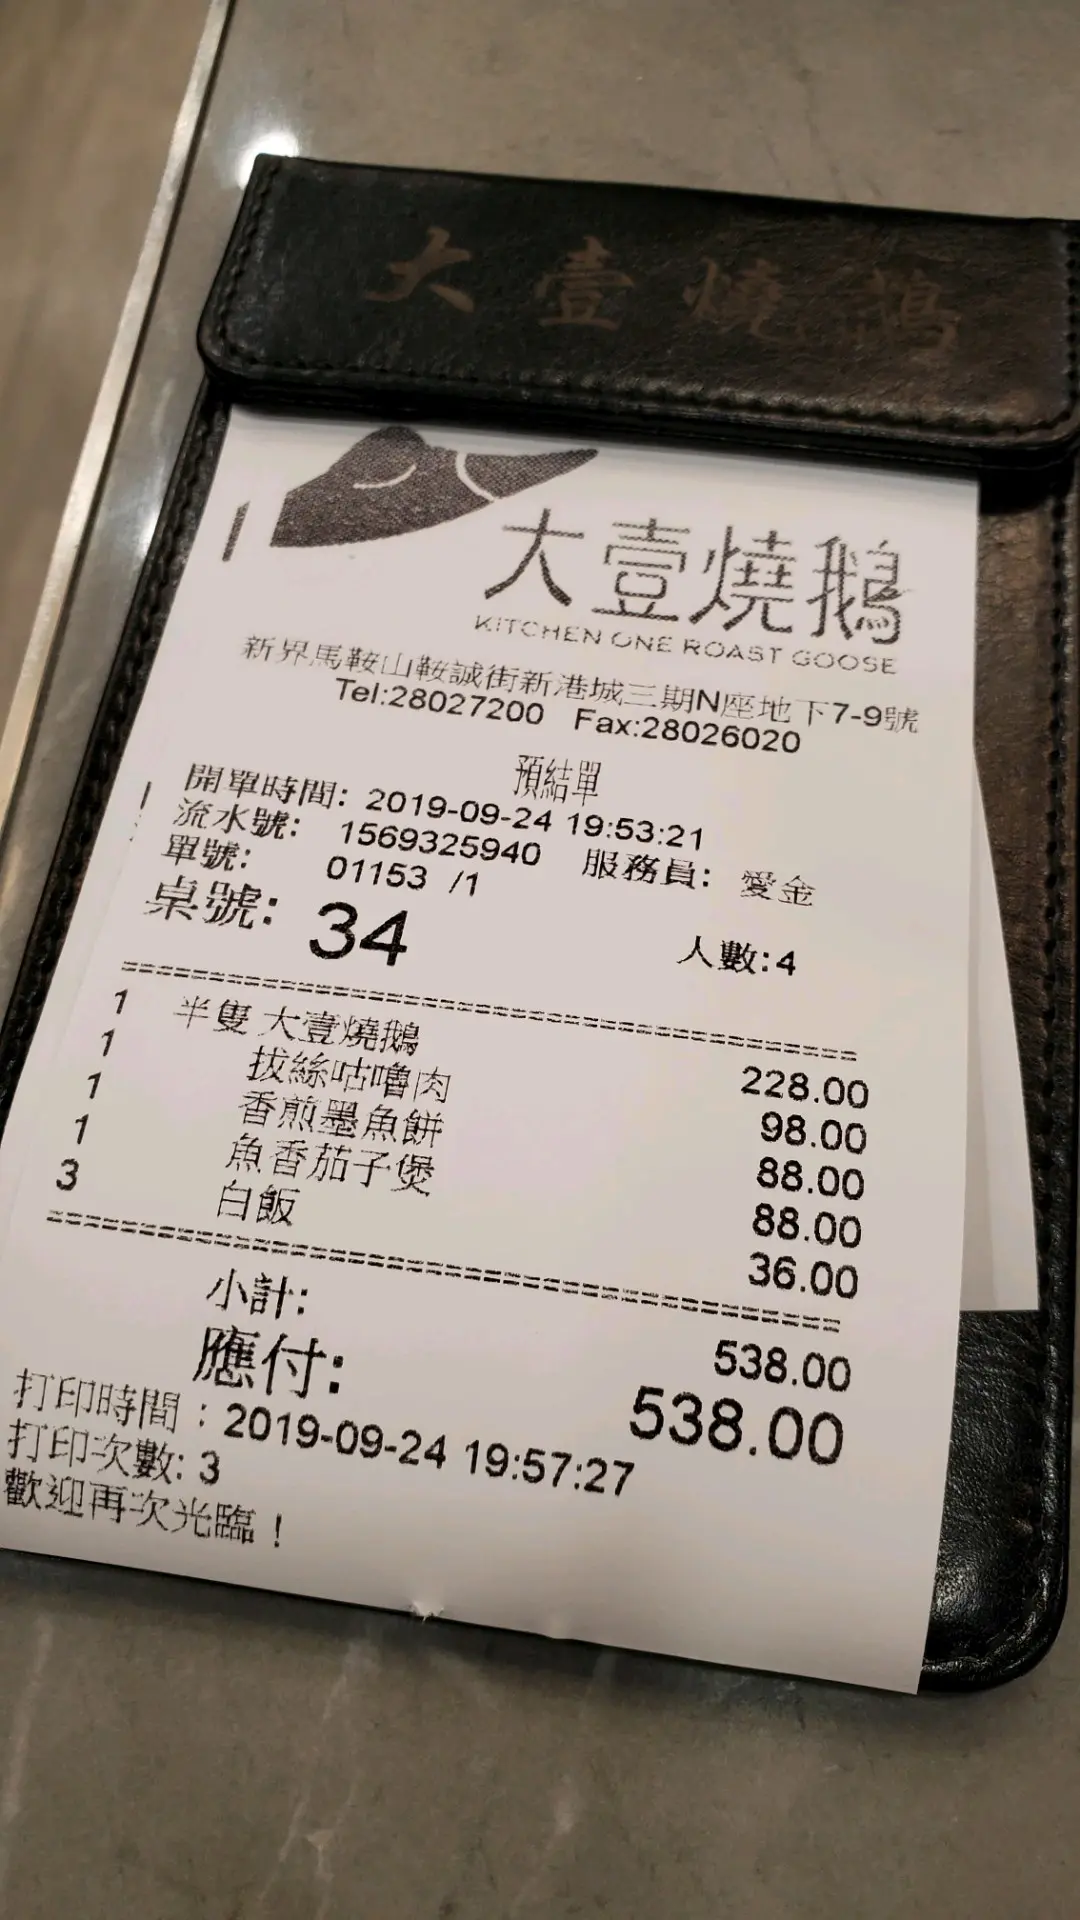 大壹燒鵝
大壹燒鵝
KITCHEN ONE ROAST GOOSE
新界馬鞍山鞍誠街新港城三期N座地下7-9號
Tel:28027200 Fax:28026020
預結單
開單時間: 2019-09-24 19:53:21
流水號: 1569325940 服務員: 愛金
單號: 01153 /1
桌號: 34 人數:4
1 半隻 大壹燒鵝 228.00
1 拔絲咕嚕肉 98.00
1 香煎墨魚餅 88.00
1 魚香茄子煲 88.00
3 白飯 36.00
小計: 538.00
應付: 538.00
打印時間 : 2019-09-24 19:57:27
打印次數: 3
歡迎再次光臨！